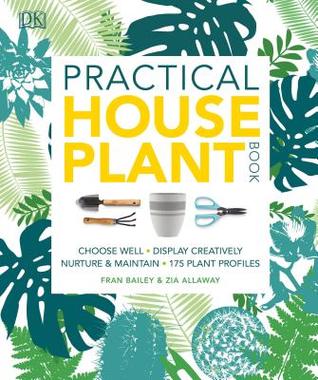 DK
PRACTICAL
HOUSE
PLANT
BOOK
CHOOSE WELL • DISPLAY CREATIVELY
NURTURE & MAINTAIN • 175 PLANT PROFILES
FRAN BAILEY & ZIA ALLAWAY